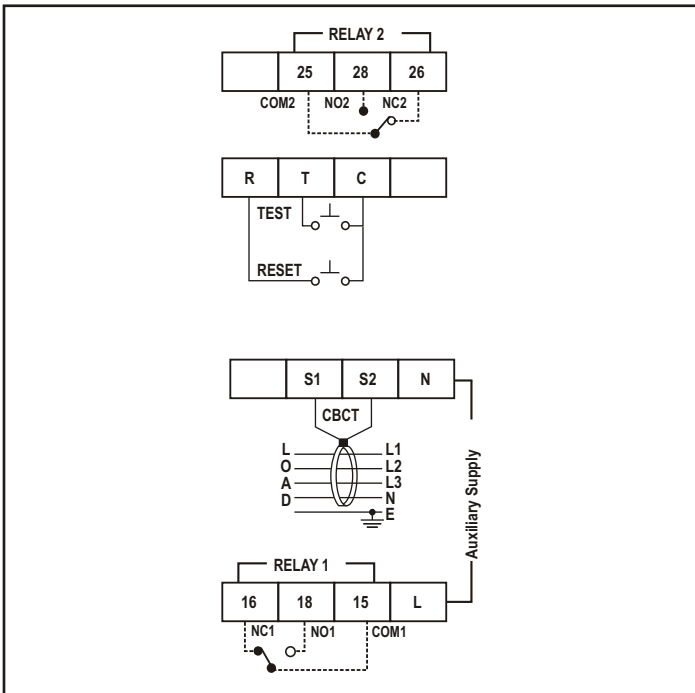 RELAY 2
25 28 26
COM2 NO2 NC2
R T C
TEST
RESET
S1 S2 N
CBCT
L L1
O L2
A L3
D N
E
Auxiliary Supply
RELAY 1
16 18 15 L
NC1 NO1 COM1